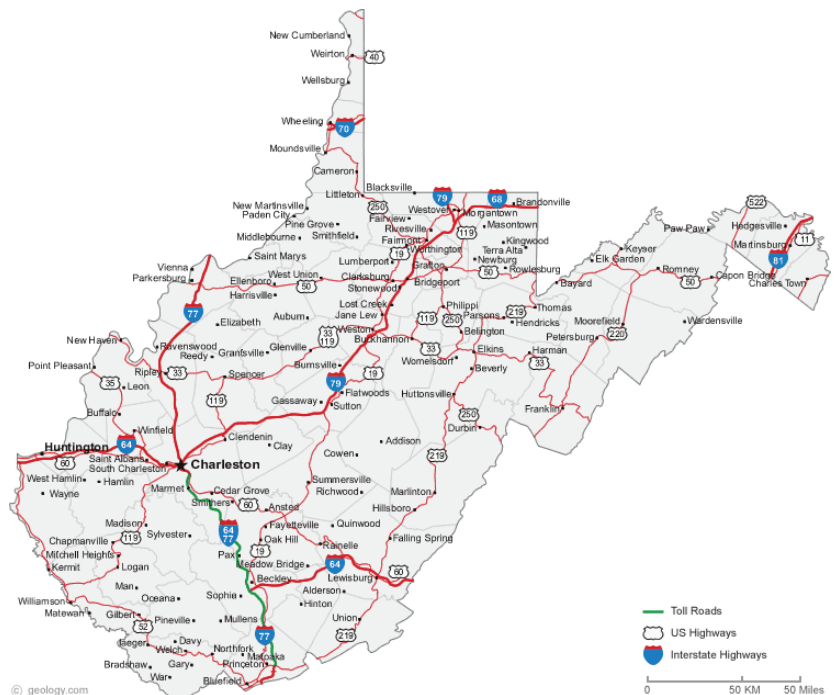 New Cumberland
Weirton
40
Wellsburg
Wheeling
70
Moundsville
Cameron
Littleton
Blacksville
79
68
Brandonville
New Martinsville
Paden City
250
Westover
Morgantown
Fairview
Masontown
Pine Grove
Rivesville
119
Middlebourne
Smithfield
Fairmont
Kingwood
Worthington
Terra Alta
19
Newburg
Saint Marys
Lumberport
Grafton
Rowlesburg
50
Vienna
Parkersburg
Ellenboro
West Union
50
Clarksburg
Bridgeport
Stonewood
Harrisville
522
Paw Paw
Hedgesville
11
Martinsburg
81
Keyser
Elk Garden
Romney
50
Capon Bridge
Charles Town
Bayard
77
Elizabeth
Auburn
Lost Creek
Jane Lew
Philippi
Parsons
219
Thomas
119
250
Hendricks
Moorefield
Wardensville
220
Petersburg
33
119
Weston
Buckhannon
Belington
33
New Haven
Ravenswood
Reedy
Grantsville
Glenville
Elkins
Harman
Womelsdorf
33
Point Pleasant
Ripley
33
Spencer
Burnsville
19
Beverly
35
Leon
79
Flatwoods
Huttonsville
119
Gassaway
Sutton
Franklin
Buffalo
250
Durbin
Winfield
Clendenin
Clay
Addison
Huntington
64
Cowen
219
60
Saint Albans
South Charleston
Charleston
West Hamlin
Hamlin
Marmet
Summersville
Richwood
Marlinton
Wayne
Cedar Grove
Smithers
60
Ansted
Hillsboro
Madison
Fayetteville
Quinwood
64
77
Sylvester
119
Chapmanville
Oak Hill
Rainelle
Falling Spring
19
Mitchell Heights
Pax
Meadow Bridge
64
Kermit
Logan
Beckley
Lewisburg
60
Man
Alderson
Oceana
Sophie
Hinton
Williamson
Matewan
Gilbert
Pineville
Mullens
Union
52
219
77
Iaeger
Davy
Welch
Northfork
Matoaka
Bradshaw
Gary
Princeton
War
Bluefield
Toll Roads
US Highways
Interstate Highways
0 50 KM 50 Miles
© geology.com